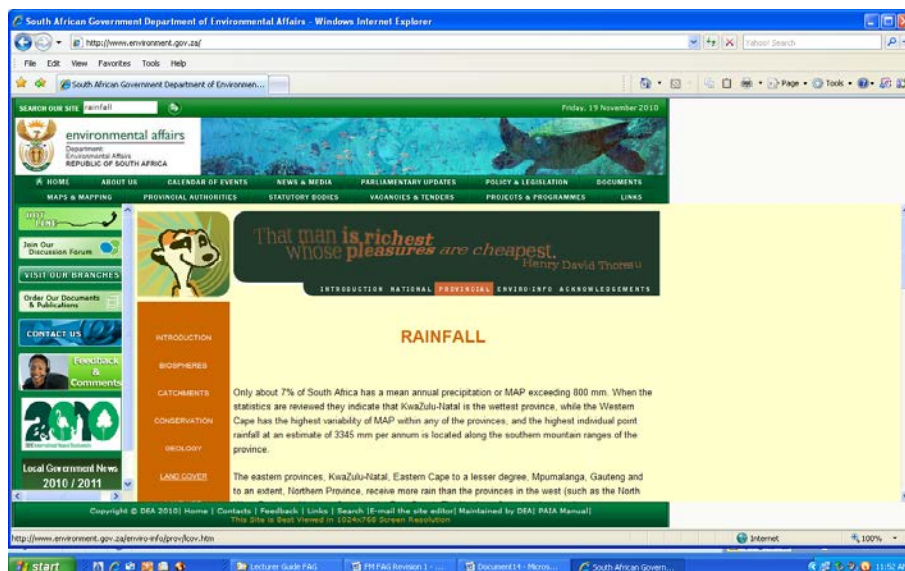 South African Government Department of Environmental Affairs - Windows Internet Explorer
http://www.environment.gov.za/
Yahoo! Search
File Edit View Favorites Tools Help
South African Government Department of Environmen...
Page Tools
SEARCH OUR SITE rainfall
Friday, 19 November 2010
environmental affairs
Department:
Environmental Affairs
REPUBLIC OF SOUTH AFRICA
HOME ABOUT US CALENDAR OF EVENTS NEWS & MEDIA PARLIAMENTARY UPDATES POLICY & LEGISLATION DOCUMENTS
MAPS & MAPPING PROVINCIAL AUTHORITIES STATUTORY BODIES VACANCIES & TENDERS PROJECTS & PROGRAMMES LINKS
HOT LINE
Join Our
Discussion Forum
VISIT OUR BRANCHES
Order Our Documents
& Publications
CONTACT US
Feedback
&
Comments
2010
Local Government News
2010 / 2011
That man is richest
whose pleasures are cheapest.
Henry David Thoreau
INTRODUCTION NATIONAL PROVINCIAL ENVIRO-INFO ACKNOWLEDGEMENTS
INTRODUCTION
BIOSPHERES
CATCHMENTS
CONSERVATION
GEOLOGY
LAND COVER
RAINFALL
Only about 7% of South Africa has a mean annual precipitation or MAP exceeding 800 mm. When the
statistics are reviewed they indicate that KwaZulu-Natal is the wettest province, while the Western
Cape has the highest variability of MAP within any of the provinces, and the highest individual point
rainfall at an estimate of 3345 mm per annum is located along the southern mountain ranges of the
province.
The eastern provinces, KwaZulu-Natal, Eastern Cape to a lesser degree, Mpumalanga, Gauteng and
to an extent, Northern Province, receive more rain than the provinces in the west (such as the North
Copyright © DEA 2010| Home | Contacts | Feedback | Links | Search |E-mail the site editor| Maintained by DEA| PAIA Manual|
This Site is Best Viewed in 1024x768 Screen Resolution
http://www.environment.gov.za/enviro-info/prov/lcov.htm
Internet
100%
start
Lecturer Guide FAG
FM FAG Revision 1 - ...
Document14 - Micros...
South African Govern...
11:52 AM